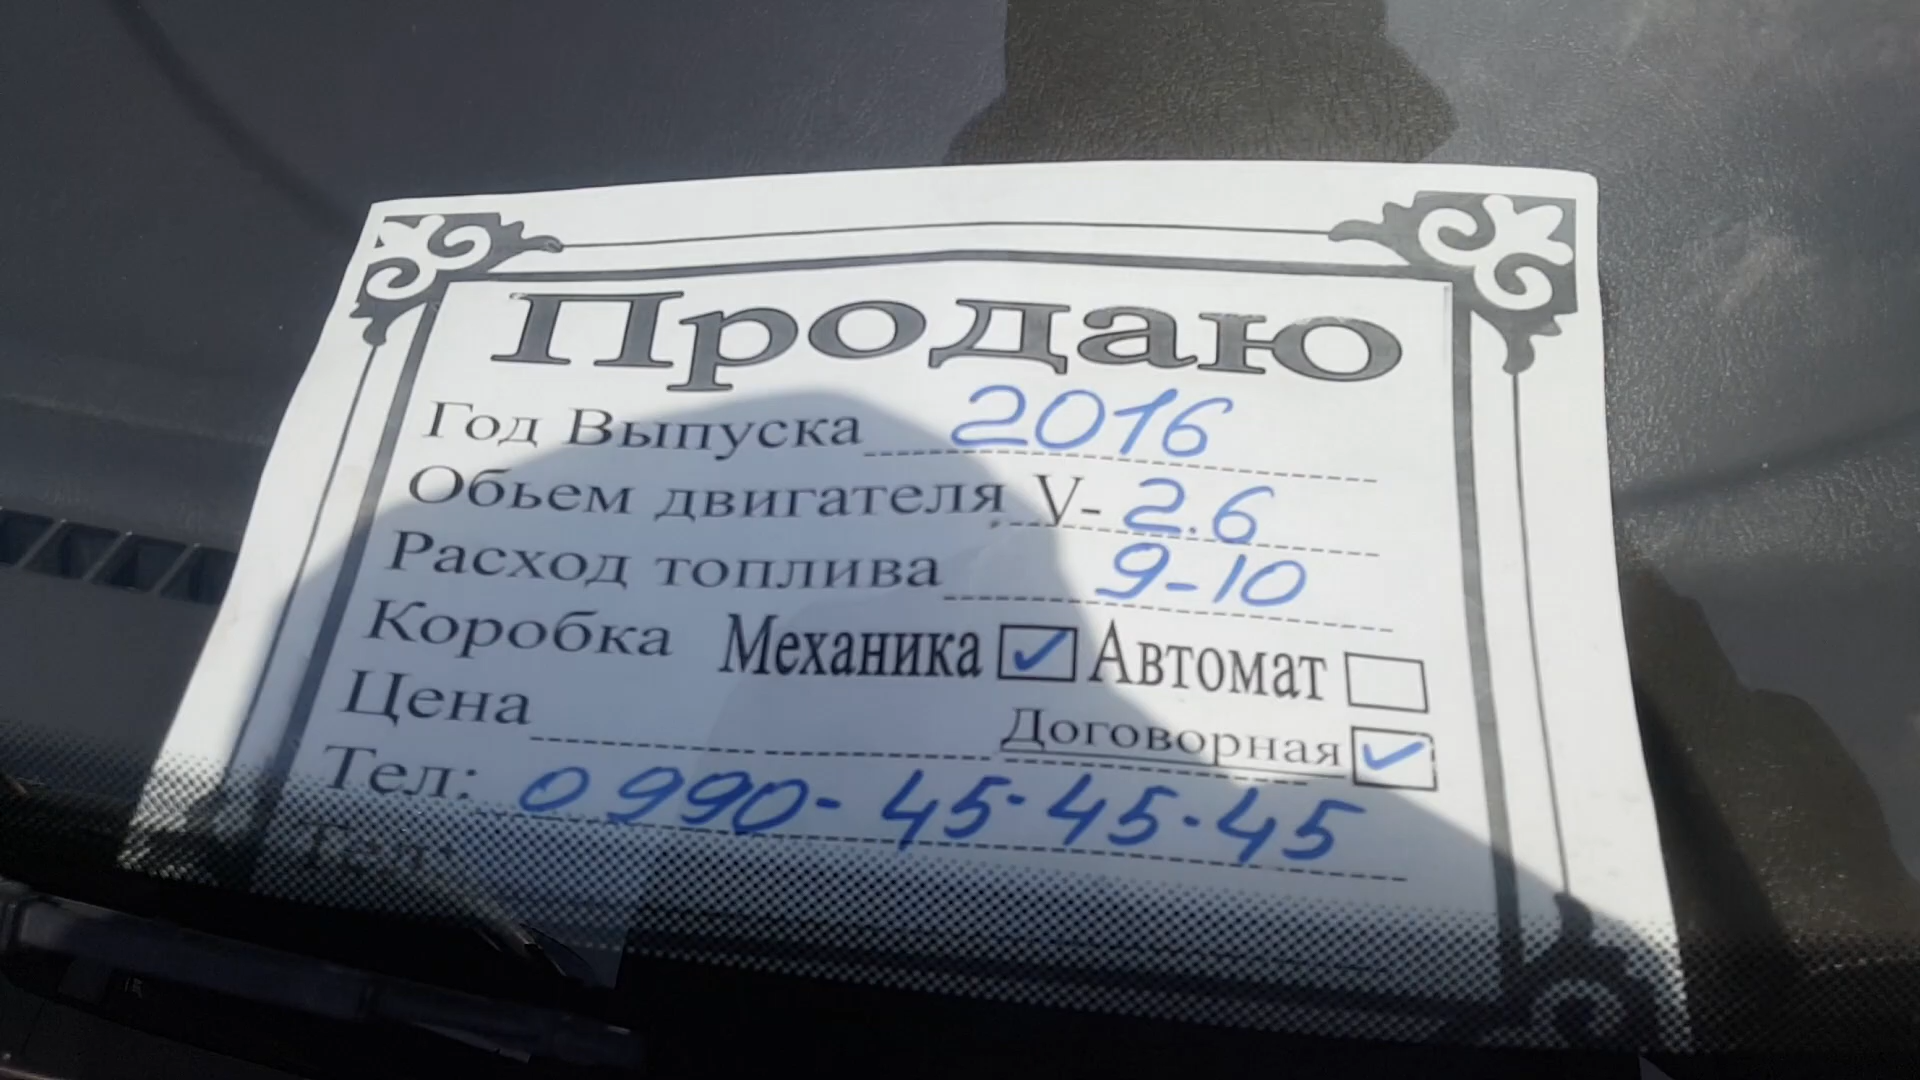 Продаю
Год Выпуска 2016
Обьем двигателя V- 2.6
Расход топлива 9-10
Коробка Механика ✓ Автомат
Цена Договорная ✓
Тел: 0990-45-45-45
Тел: